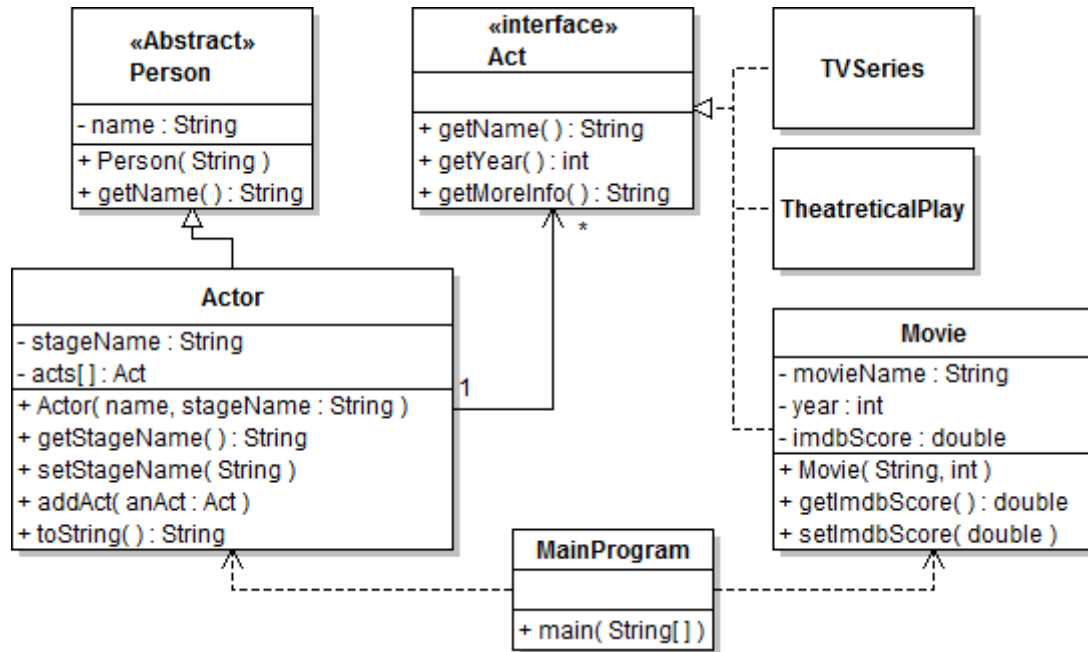 «Abstract»
Person
- name : String
+ Person( String )
+ getName( ) : String
«interface»
Act
+ getName( ) : String
+ getYear( ) : int
+ getMoreInfo( ) : String
TVSeries
TheatreticalPlay
*
Actor
- stageName : String
- acts[ ] : Act
+ Actor( name, stageName : String )
+ getStageName( ) : String
+ setStageName( String )
+ addAct( anAct : Act )
+ toString( ) : String
1
Movie
- movieName : String
- year : int
- imdbScore : double
+ Movie( String, int )
+ getImdbScore( ) : double
+ setImdbScore( double )
MainProgram
+ main( String[ ] )